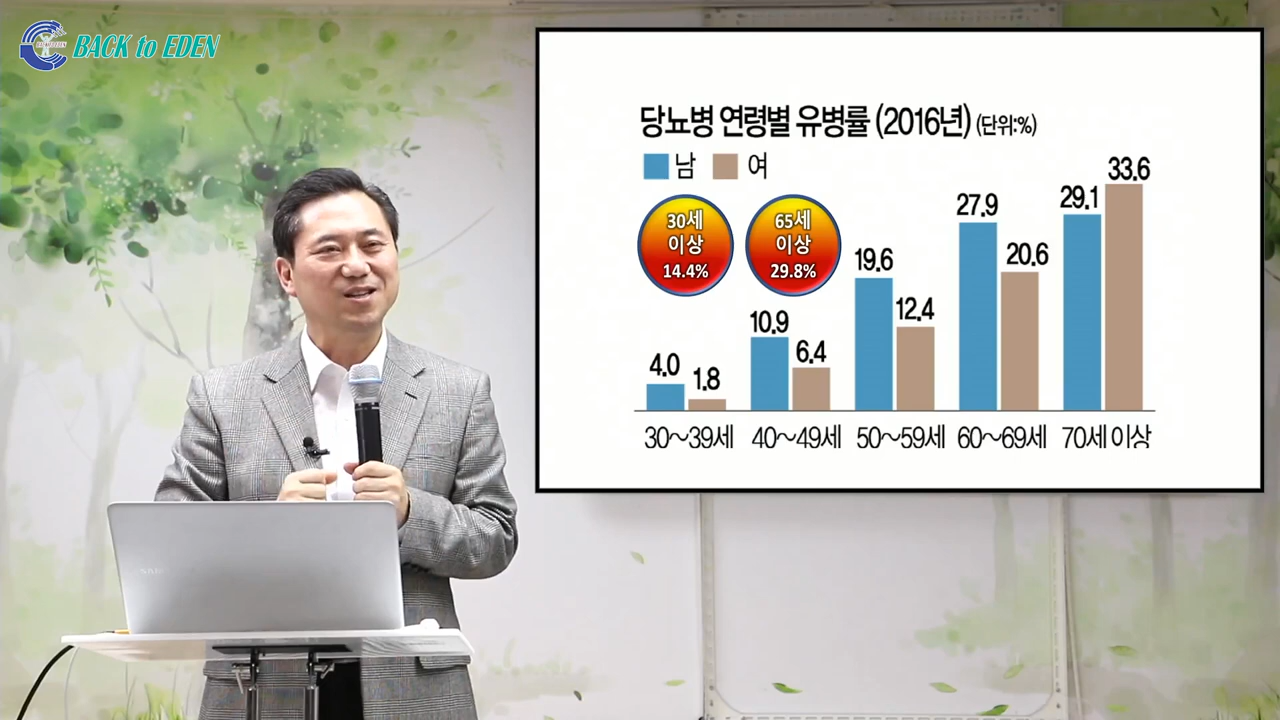 BACK to EDEN
당뇨병 연령별 유병률 (2016년) (단위:%)
남 여
30세
이상
14.4%
65세
이상
29.8%
4.0 1.8
10.9 6.4
19.6 12.4
27.9 20.6
29.1 33.6
30~39세 40~49세 50~59세 60~69세 70세 이상